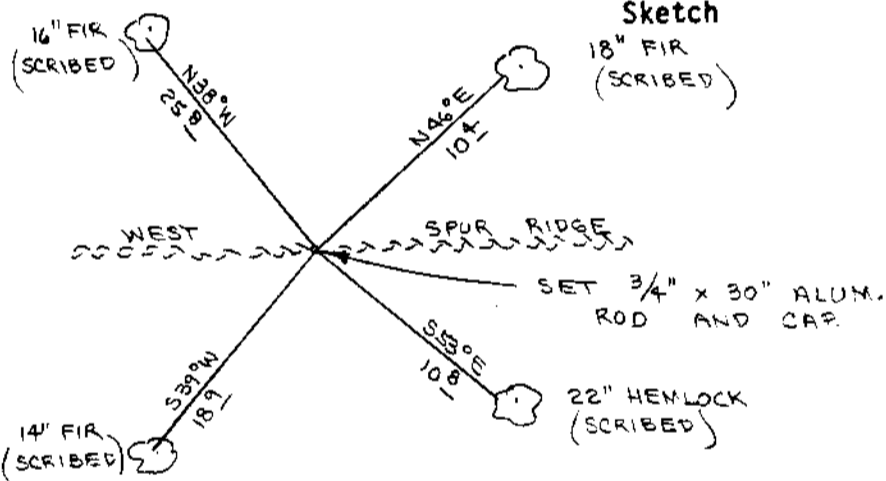 Sketch
16" FIR
(SCRIBED)
N38°W
25 8
18" FIR
(SCRIBED)
N46°E
10 4
WEST SPUR RIDGE
SET 3/4" x 30" ALUM.
ROD AND CAP.
S39°W
18 9
14" FIR
(SCRIBED)
S53°E
10 8
22" HEMLOCK
(SCRIBED)